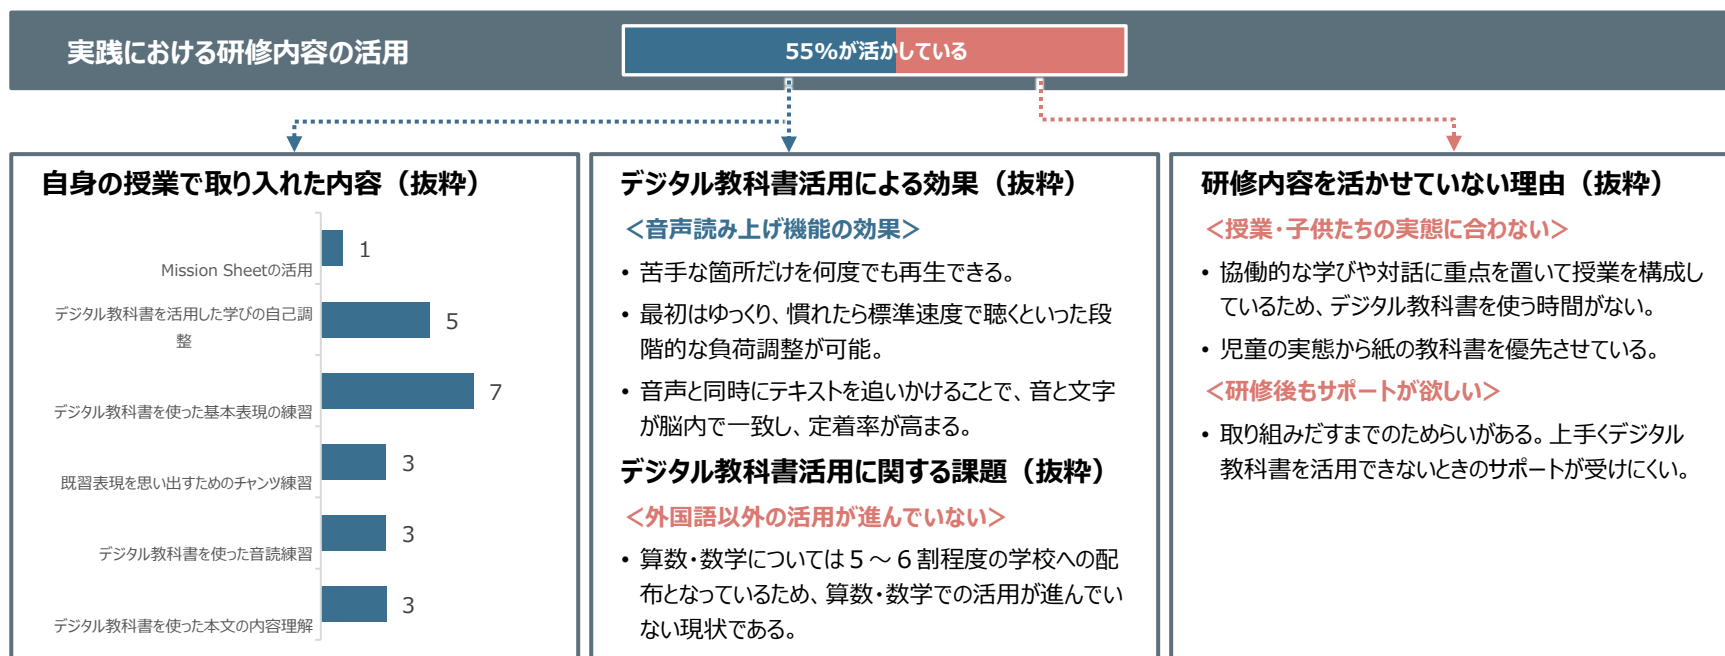 実践における研修内容の活用
55%が活かしている
自身の授業で取り入れた内容（抜粋）
1
Mission Sheetの活用
デジタル教科書を活用した学びの自己調
整
5
7
デジタル教科書を使った基本表現の練習
3
既習表現を思い出すためのチャンツ練習
3
デジタル教科書を使った音読練習
3
デジタル教科書を使った本文の内容理解
デジタル教科書活用による効果（抜粋）
＜音声読み上げ機能の効果＞
• 苦手な箇所だけを何度でも再生できる。
• 最初はゆっくり、慣れたら標準速度で聴くといった段
階的な負荷調整が可能。
• 音声と同時にテキストを追いかけることで、音と文字
が脳内で一致し、定着率が高まる。
デジタル教科書活用に関する課題（抜粋）
＜外国語以外の活用が進んでいない＞
• 算数・数学については５～６割程度の学校への配
布となっているため、算数・数学での活用が進んでい
ない現状である。
研修内容を活かせていない理由（抜粋）
＜授業・子供たちの実態に合わない＞
• 協働的な学びや対話に重点を置いて授業を構成し
ているため、デジタル教科書を使う時間がない。
• 児童の実態から紙の教科書を優先させている。
＜研修後もサポートが欲しい＞
• 取り組みだすまでのためらいがある。上手くデジタル
教科書を活用できないときのサポートが受けにくい。